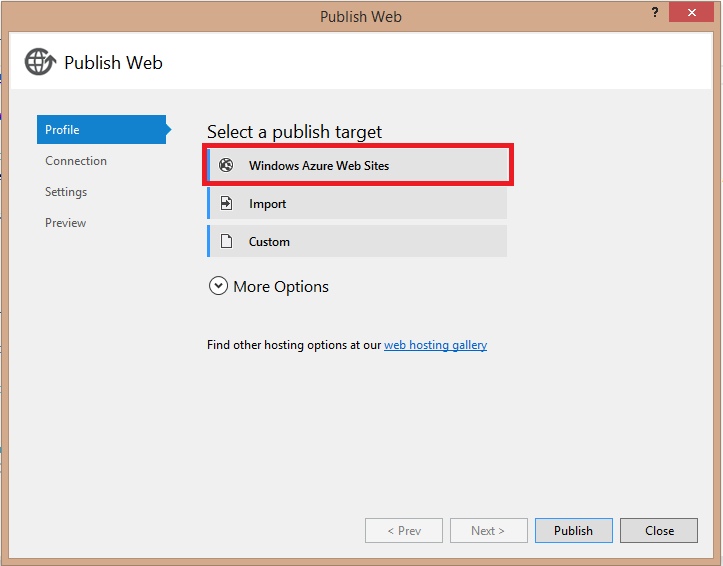 Publish Web
?
Publish Web
Profile
Connection
Settings
Preview
Select a publish target
Windows Azure Web Sites
Import
Custom
More Options
Find other hosting options at our web hosting gallery
< Prev
Next >
Publish
Close